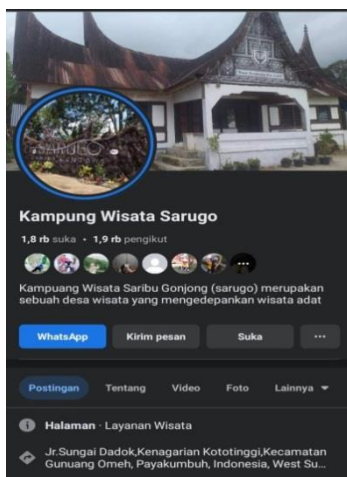 SARUGO
Kampung Wisata Sarugo
1,8 rb suka • 1,9 rb pengikut
Kampuang Wisata Saribu Gonjong (sarugo) merupakan
sebuah desa wisata yang mengedepankan wisata adat
WhatsApp
Kirim pesan
Suka
Postingan
Tentang
Video
Foto
Lainnya
Halaman · Layanan Wisata
Jr.Sungai Dadok,Kenagarian Kototinggi,Kecamatan
Gunuang Omeh, Payakumbuh, Indonesia, West Su...